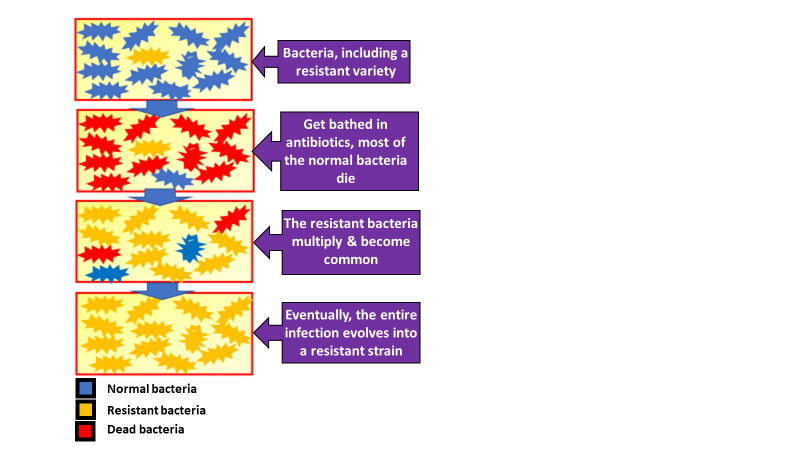 Bacteria, including a
resistant variety
Get bathed in
antibiotics, most of
the normal bacteria
die
The resistant bacteria
multiply & become
common
Eventually, the entire
infection evolves into
a resistant strain
Normal bacteria
Resistant bacteria
Dead bacteria